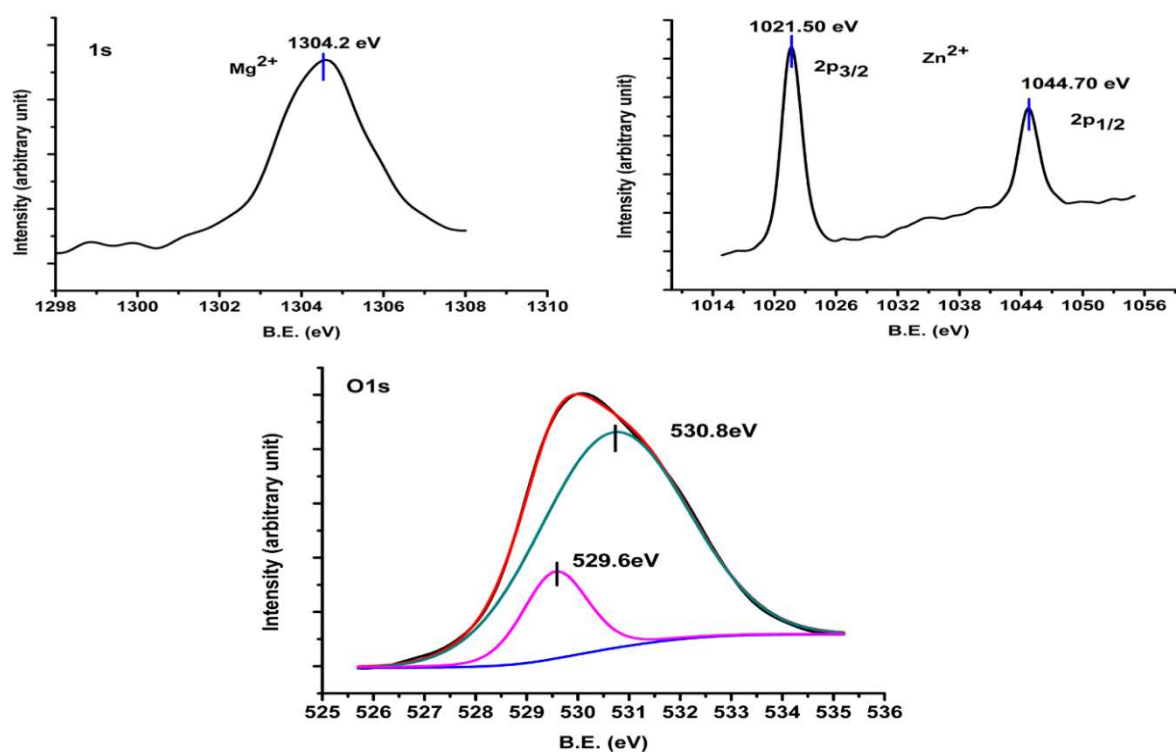 1s
1304.2 eV
Mg2+
Intensity (arbitrary unit)
1298 1300 1302 1304 1306 1308 1310
B.E. (eV)
1021.50 eV
2p3/2
Zn2+
1044.70 eV
2p1/2
Intensity (arbitrary unit)
1014 1020 1026 1032 1038 1044 1050 1056
B.E. (eV)
O1s
530.8eV
529.6eV
Intensity (arbitrary unit)
525 526 527 528 529 530 531 532 533 534 535 536
B.E. (eV)